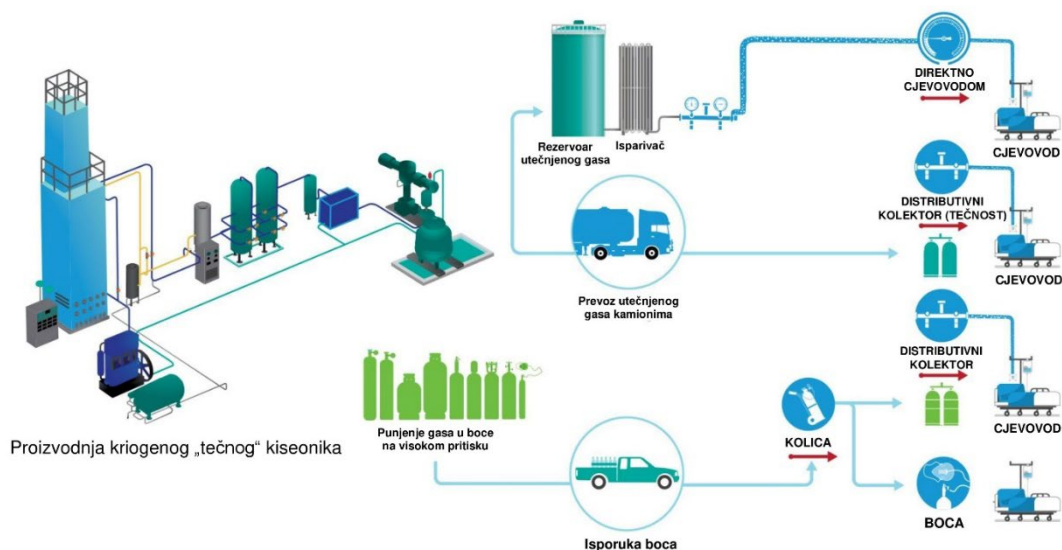 Proizvodnja kriogenog „tečnog“ kiseonika
Rezervoar
utečnjenog gasa
Isparivač
DIREKTNO
CJEVOVODOM
CJEVOVOD
Prevoz utečnjenog
gasa kamionima
DISTRIBUTIVNI
KOLEKTOR (TEČNOST)
CJEVOVOD
Punjenje gasa u boce
na visokom pritisku
Isporuka boca
KOLICA
DISTRIBUTIVNI
KOLEKTOR
CJEVOVOD
BOCA